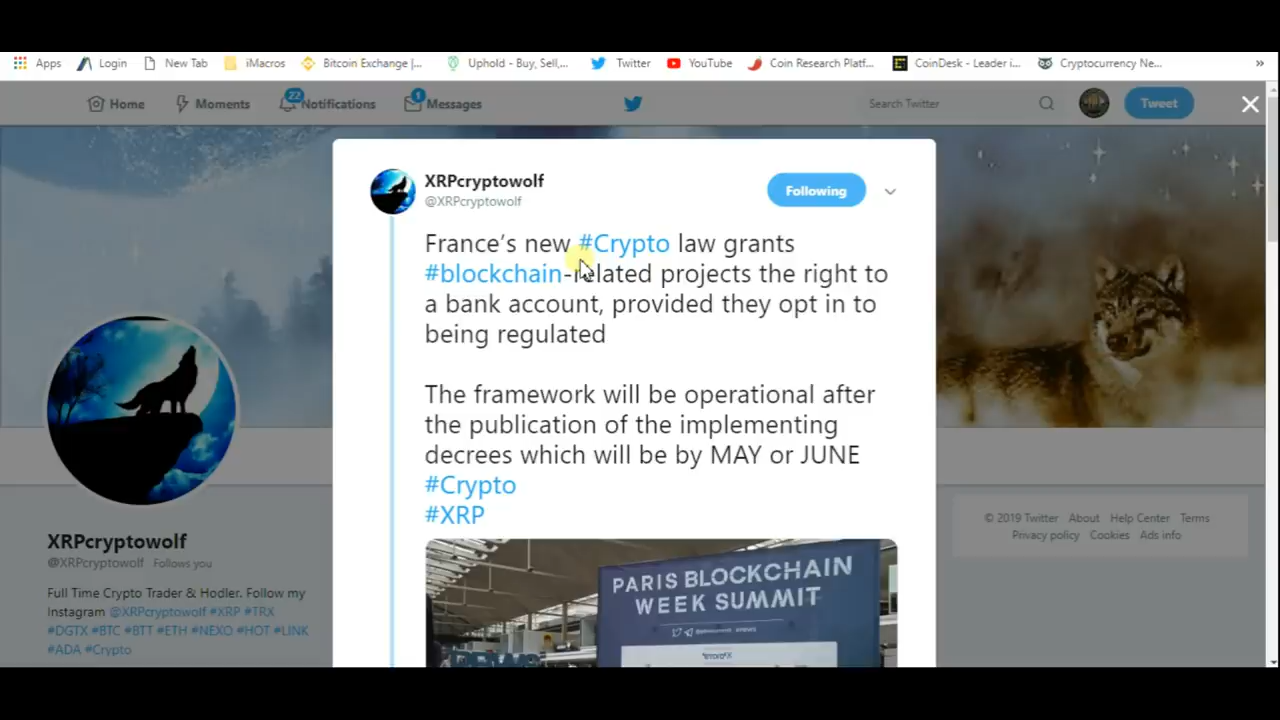 Apps Login New Tab iMacros Bitcoin Exchange |... Uphold - Buy, Sell,... Twitter YouTube Coin Research Platf... CoinDesk - Leader i... Cryptocurrency Ne... »
Home Moments 22 Notifications 1 Messages Search Twitter Tweet
XRPcryptowolf
@XRPcryptowolf
Following
France's new #Crypto law grants
#blockchain-related projects the right to
a bank account, provided they opt in to
being regulated
The framework will be operational after
the publication of the implementing
decrees which will be by MAY or JUNE
#Crypto
#XRP
PARIS BLOCKCHAIN
WEEK SUMMIT
XRPcryptowolf
@XRPcryptowolf Follows you
Full Time Crypto Trader & Hodler. Follow my
Instagram @XRPcryptowolf #XRP #TRX
#DGTX #BTC #BTT #ETH #NEXO #HOT #LINK
#ADA #Crypto
© 2019 Twitter About Help Center Terms
Privacy policy Cookies Ads info